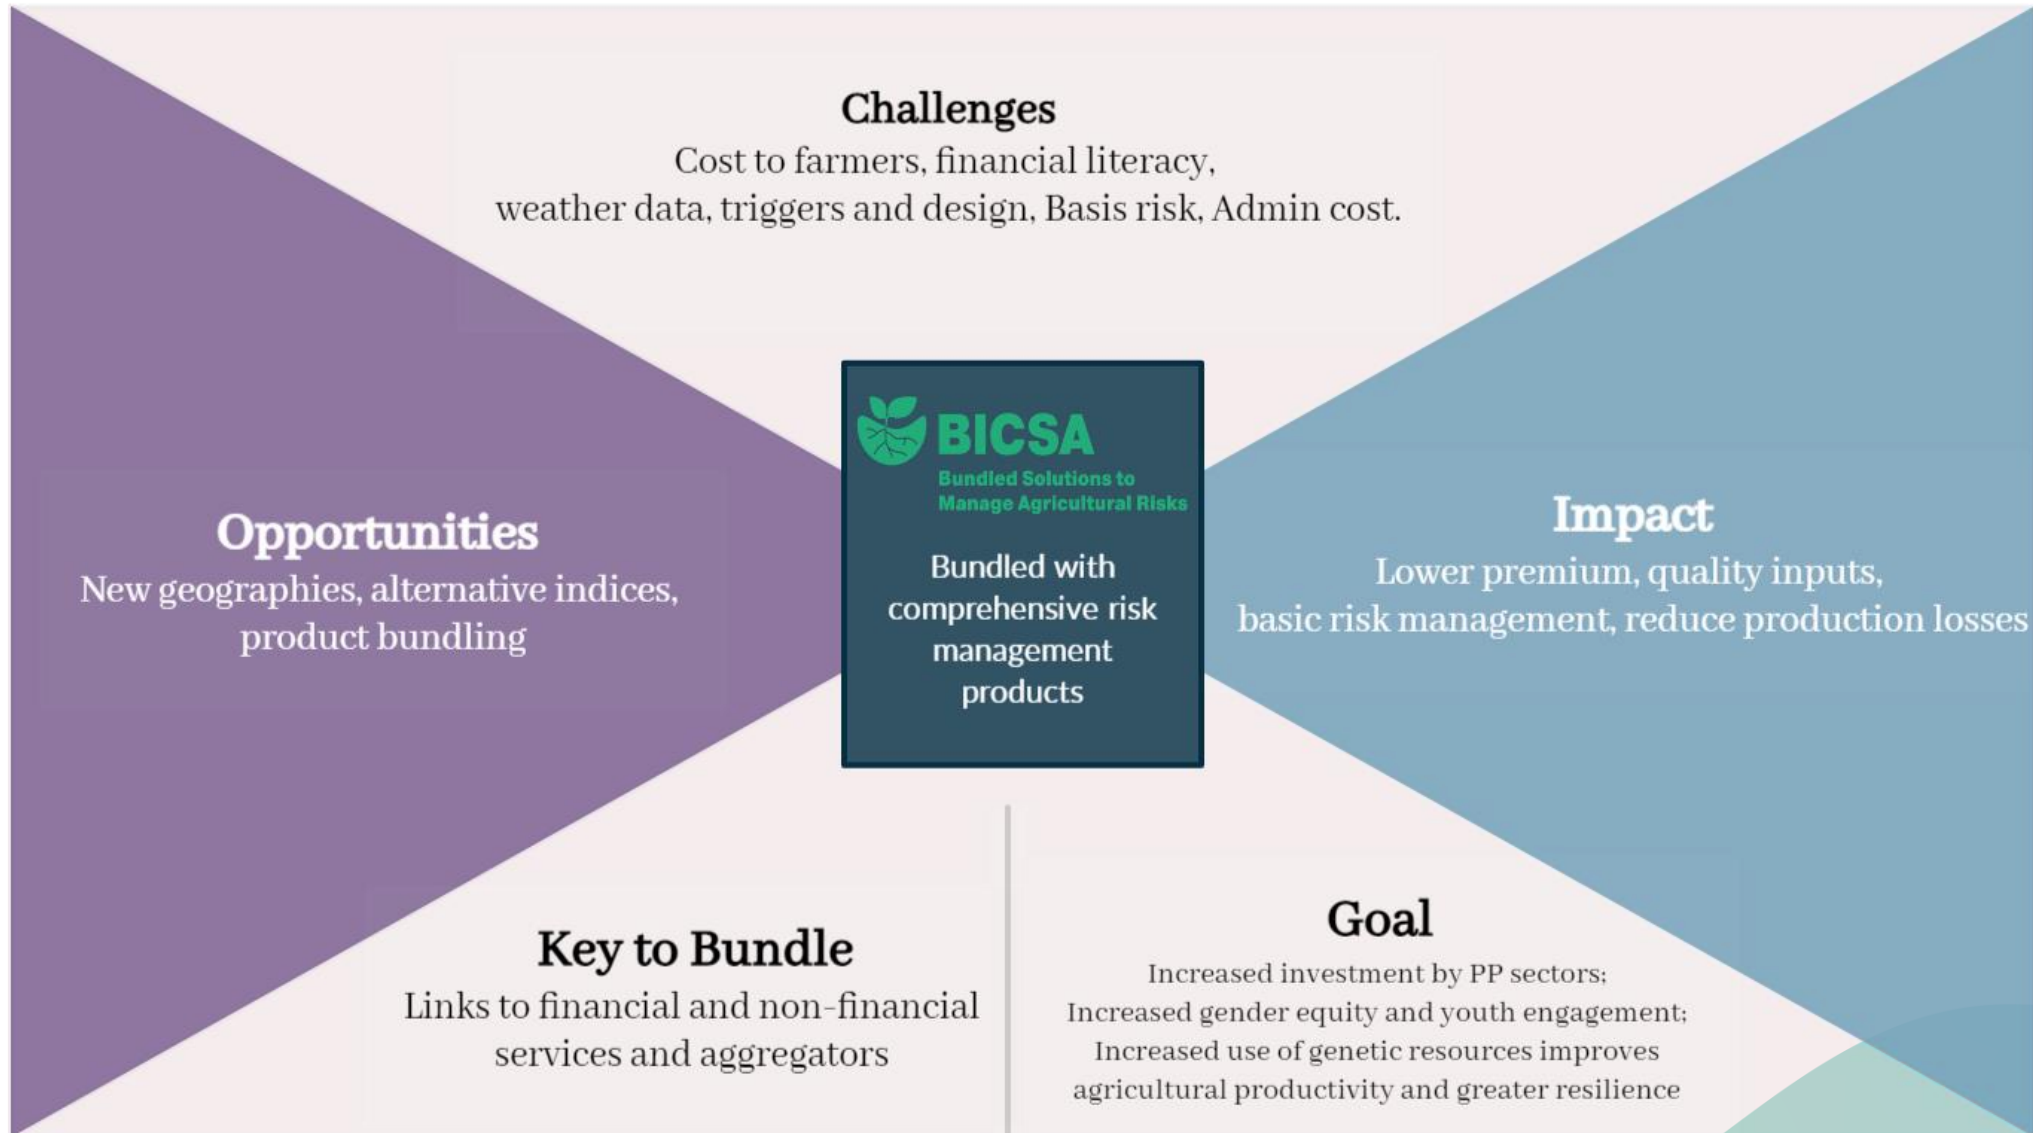 Challenges
Cost to farmers, financial literacy,
weather data, triggers and design, Basis risk, Admin cost.
Opportunities
New geographies, alternative indices,
product bundling
BICSA
Bundled Solutions to
Manage Agricultural Risks
Bundled with
comprehensive risk
management
products
Impact
Lower premium, quality inputs,
basic risk management, reduce production losses
Key to Bundle
Links to financial and non-financial
services and aggregators
Goal
Increased investment by PP sectors;
Increased gender equity and youth engagement;
Increased use of genetic resources improves
agricultural productivity and greater resilience